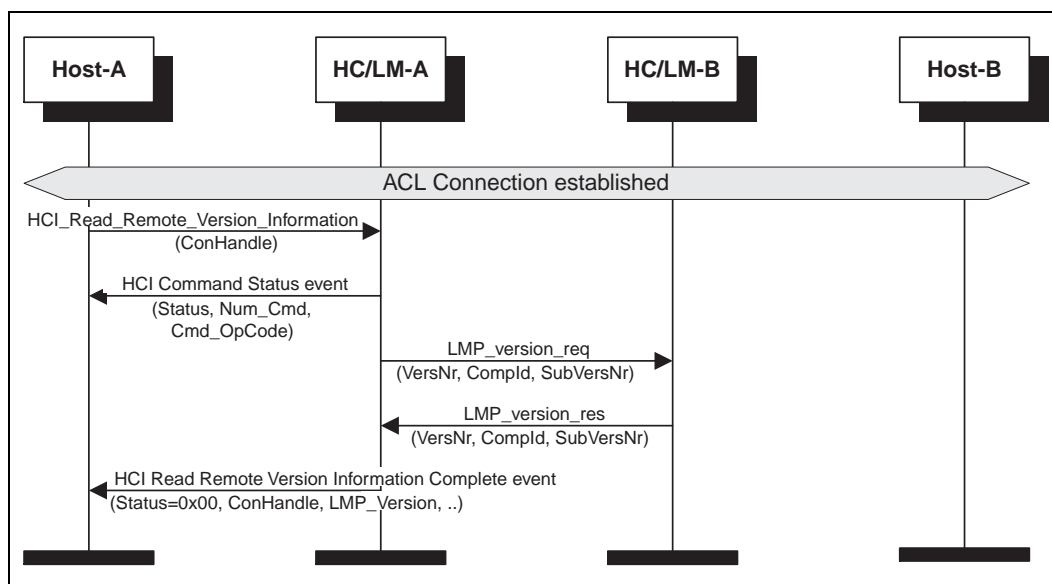 Host-A
HC/LM-A
HC/LM-B
Host-B
ACL Connection established
HCI_Read_Remote_Version_Information
(ConHandle)
HCI Command Status event
(Status, Num_Cmd,
Cmd_OpCode)
LMP_version_req
(VersNr, CompId, SubVersNr)
LMP_version_res
(VersNr, CompId, SubVersNr)
HCI Read Remote Version Information Complete event
(Status=0x00, ConHandle, LMP_Version, ..)